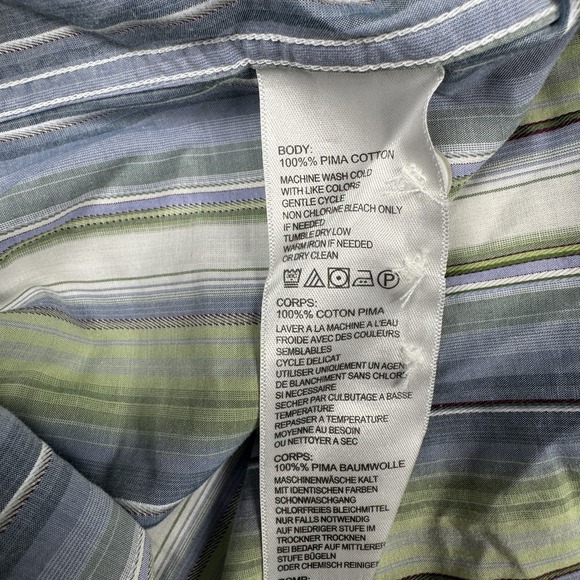 BODY:
100%% PIMA COTTON
MACHINE WASH COLD
WITH LIKE COLORS
GENTLE CYCLE
NON CHLORINE BLEACH ONLY
IF NEEDED
TUMBLE DRY LOW
WARM IRON IF NEEDED
OR DRY CLEAN
P
CORPS:
100%% COTON PIMA
LAVER A LA MACHINE A L'EAU
FROIDE AVEC DES COULEURS
SEMBLABLES
CYCLE DELICAT
UTILISER UNIQUEMENT UN AGEN
DE BLANCHIMENT SANS CHLOR
SI NECESSAIRE
SECHER PAR CULBUTAGE A BASSE
TEMPERATURE
REPASSER A TEMPERATURE
MOYENNE AU BESOIN
OU NETTOYER A SEC
CORPS:
100%% PIMA BAUMWOLLE
MASCHINENWÄSCHE KALT
MIT IDENTISCHEN FARBEN
SCHONWASCHGANG
CHLORFREIES BLEICHMITTEL
NUR FALLS NOTWENDIG
AUF NIEDRIGER STUFE IM
TROCKNER TROCKNEN
BEI BEDARF AUF MITTLERER
STUFE BÜGELN
ODER CHEMISCH REINIGEN